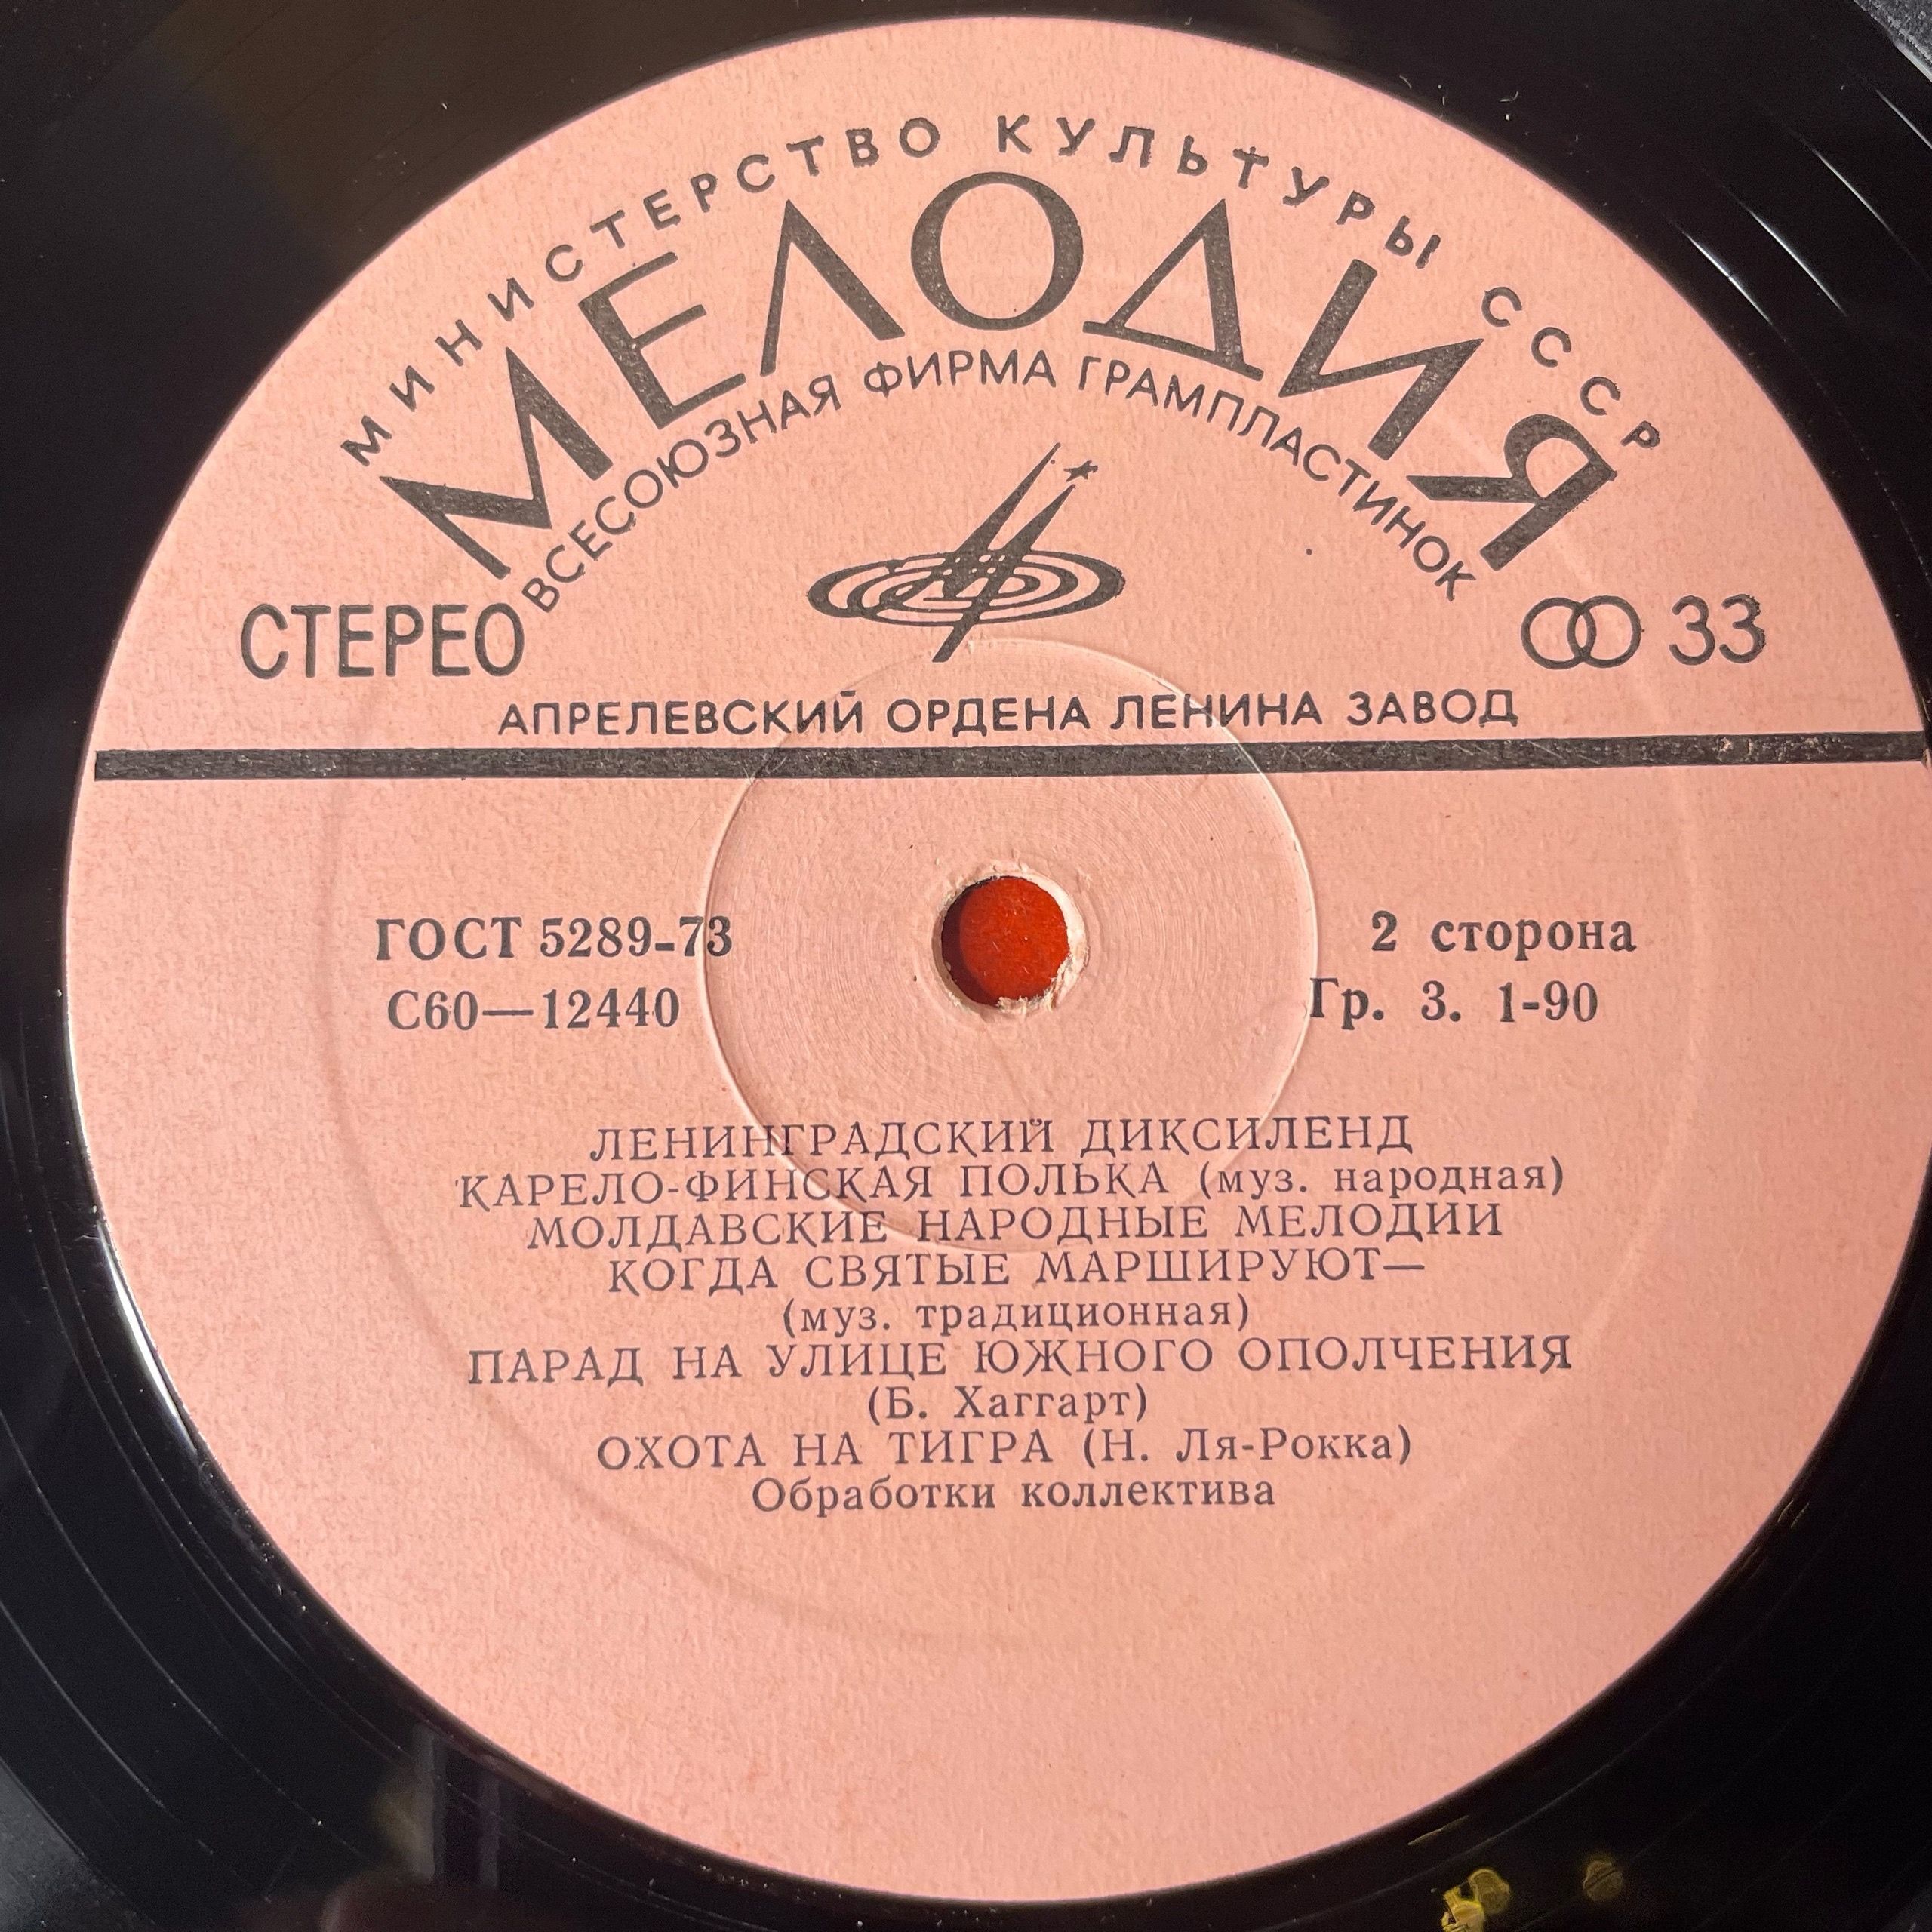 МИНИСТЕРСТВО КУЛЬТУРЫ СССР
МЕЛОДИЯ
ВСЕСОЮЗНАЯ ФИРМА ГРАМПЛАСТИНОК
СТЕРЕО
33
АПРЕЛЕВСКИЙ ОРДЕНА ЛЕНИНА ЗАВОД
ГОСТ 5289-73
2 сторона
С60—12440
Гр. 3. 1-90
ЛЕНИНГРАДСКИЙ ДИКСИЛЕНД
КАРЕЛО-ФИНСКАЯ ПОЛЬКА (муз. народная)
МОЛДАВСКИЕ НАРОДНЫЕ МЕЛОДИИ
КОГДА СВЯТЫЕ МАРШИРУЮТ—
(муз. традиционная)
ПАРАД НА УЛИЦЕ ЮЖНОГО ОПОЛЧЕНИЯ
(Б. Хаггарт)
ОХОТА НА ТИГРА (Н. Ля-Рокка)
Обработки коллектива